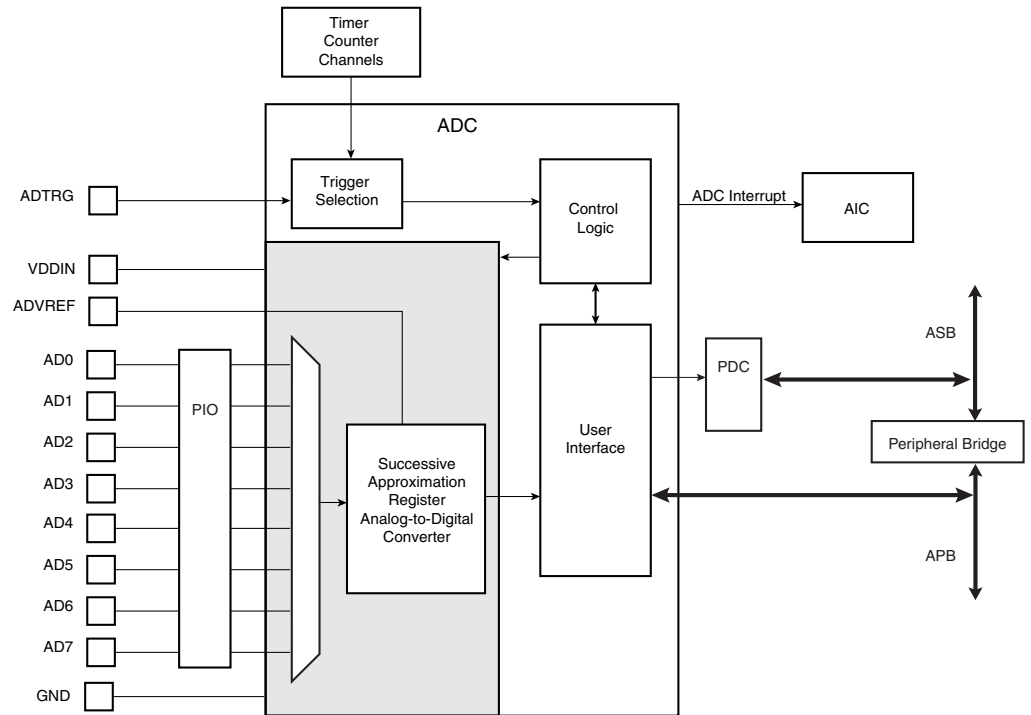 Timer
Counter
Channels
ADC
ADTRG
Trigger
Selection
Control
Logic
ADC Interrupt
AIC
VDDIN
ADVREF
AD0
AD1
AD2
AD3
AD4
AD5
AD6
AD7
GND
PIO
Successive
Approximation
Register
Analog-to-Digital
Converter
User
Interface
PDC
ASB
Peripheral Bridge
APB